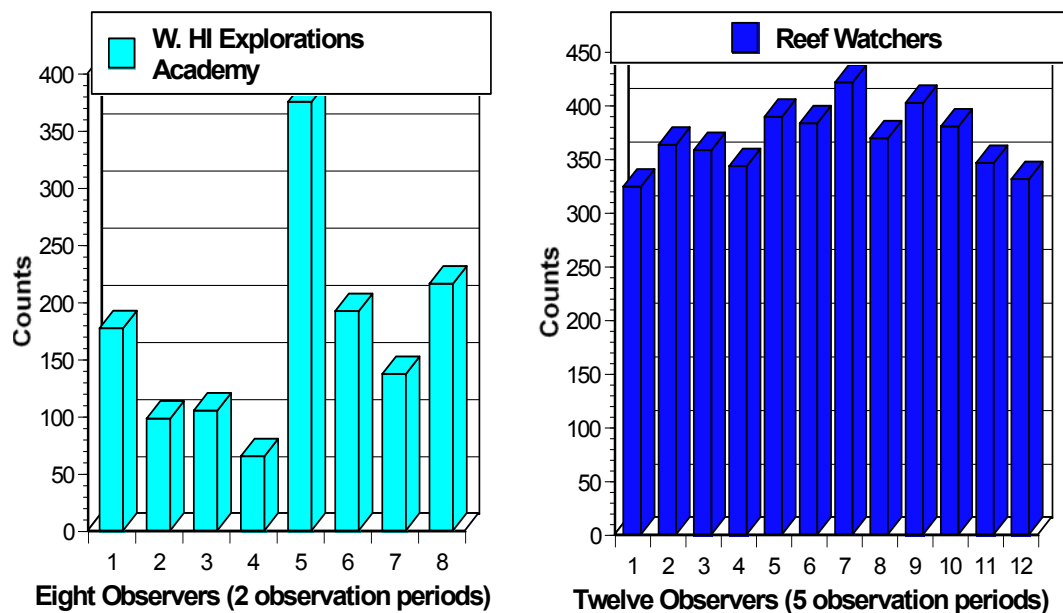 W. HI Explorations
Academy
400
350
300
250
200
150
100
50
0
Counts
1 2 3 4 5 6 7 8
Eight Observers (2 observation periods)
Reef Watchers
450
400
350
300
250
200
150
100
50
0
Counts
1 2 3 4 5 6 7 8 9 10 11 12
Twelve Observers (5 observation periods)